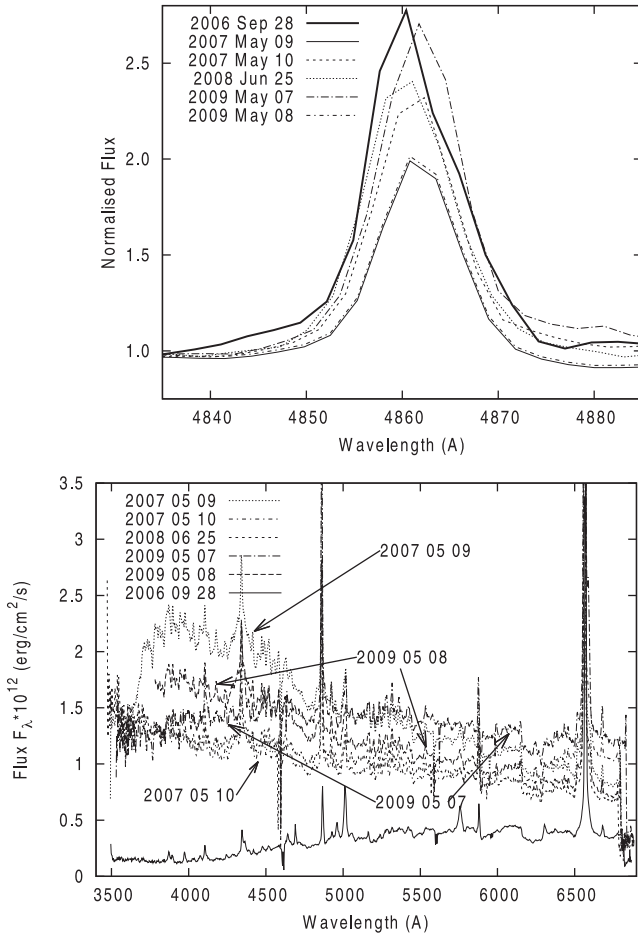 2006 Sep 28
2007 May 09
2007 May 10
2008 Jun 25
2009 May 07
2009 May 08
Normalised Flux
2.5
2.0
1.5
1.0
4840 4850 4860 4870 4880
Wavelength (A)
2007 05 09
2007 05 10
2008 06 25
2009 05 07
2009 05 08
2006 09 28
2007 05 09
2009 05 08
2007 05 10
2009 05 07
Flux Fλ*10^12 (erg/cm^2/s)
3.5
3
2.5
2
1.5
1
0.5
0
3500 4000 4500 5000 5500 6000 6500
Wavelength (A)